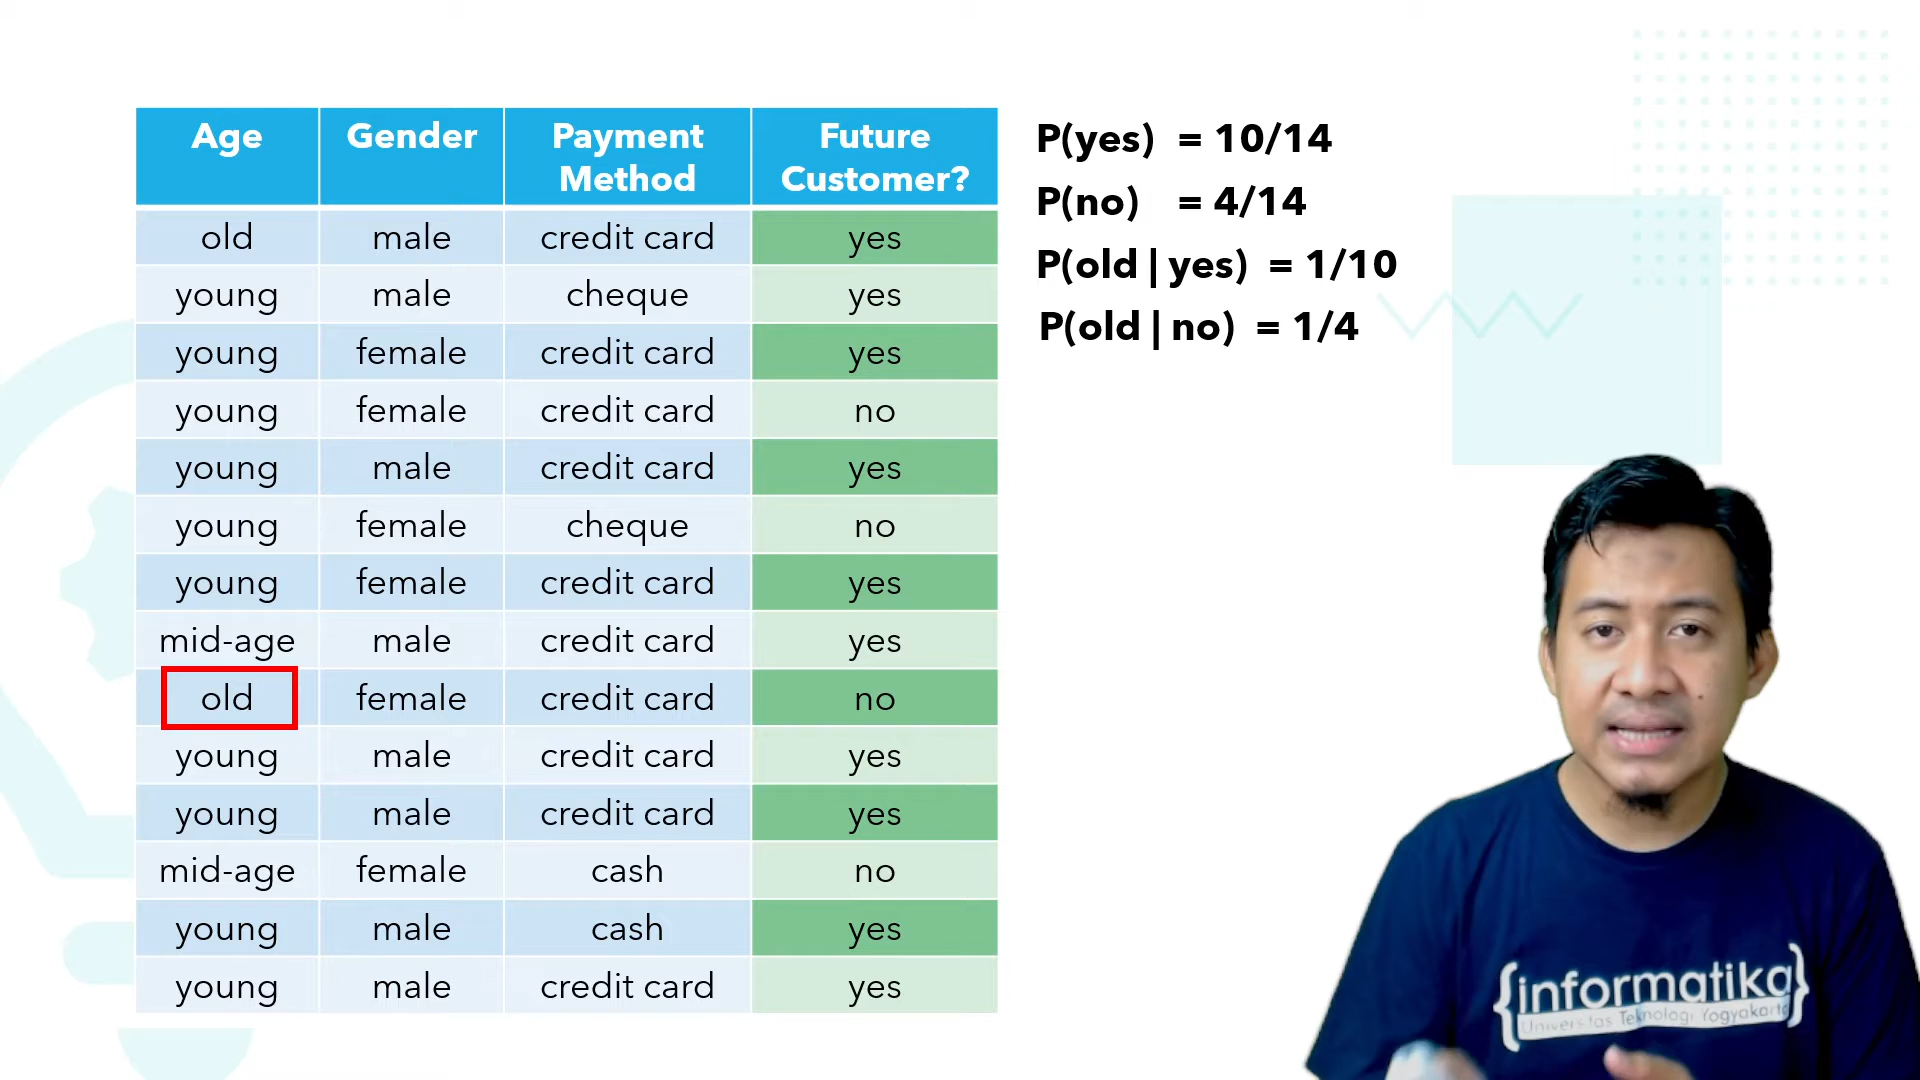 Age Gender Payment Method Future Customer?
old male credit card yes
young male cheque yes
young female credit card yes
young female credit card no
young male credit card yes
young female cheque no
young female credit card yes
mid-age male credit card yes
old female credit card no
young male credit card yes
young male credit card yes
mid-age female cash no
young male cash yes
young male credit card yes
P(yes) = 10/14
P(no) = 4/14
P(old | yes) = 1/10
P(old | no) = 1/4
{informatika}
Universitas Teknologi Yogyakarta